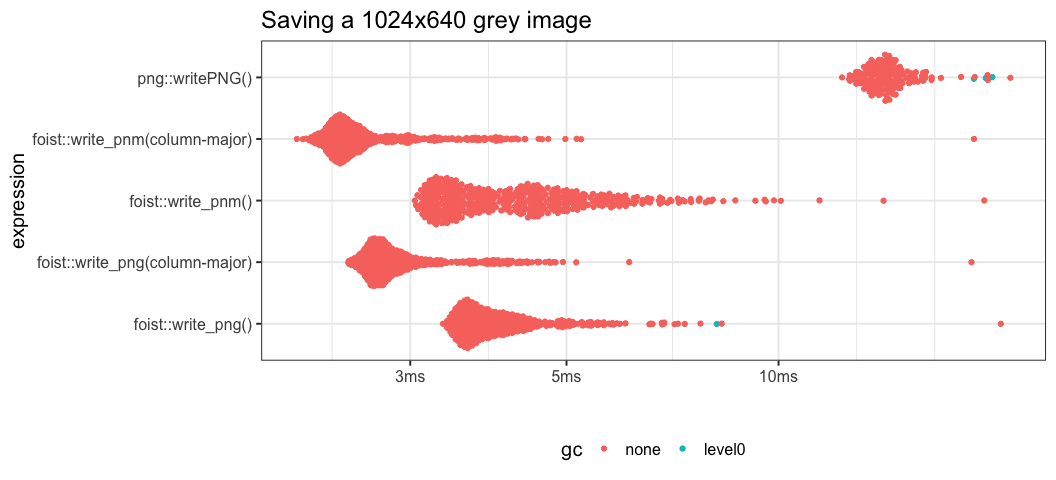 Saving a 1024x640 grey image
expression
png::writePNG()
foist::write_pnm(column-major)
foist::write_pnm()
foist::write_png(column-major)
foist::write_png()
3ms 5ms 10ms
gc none level0